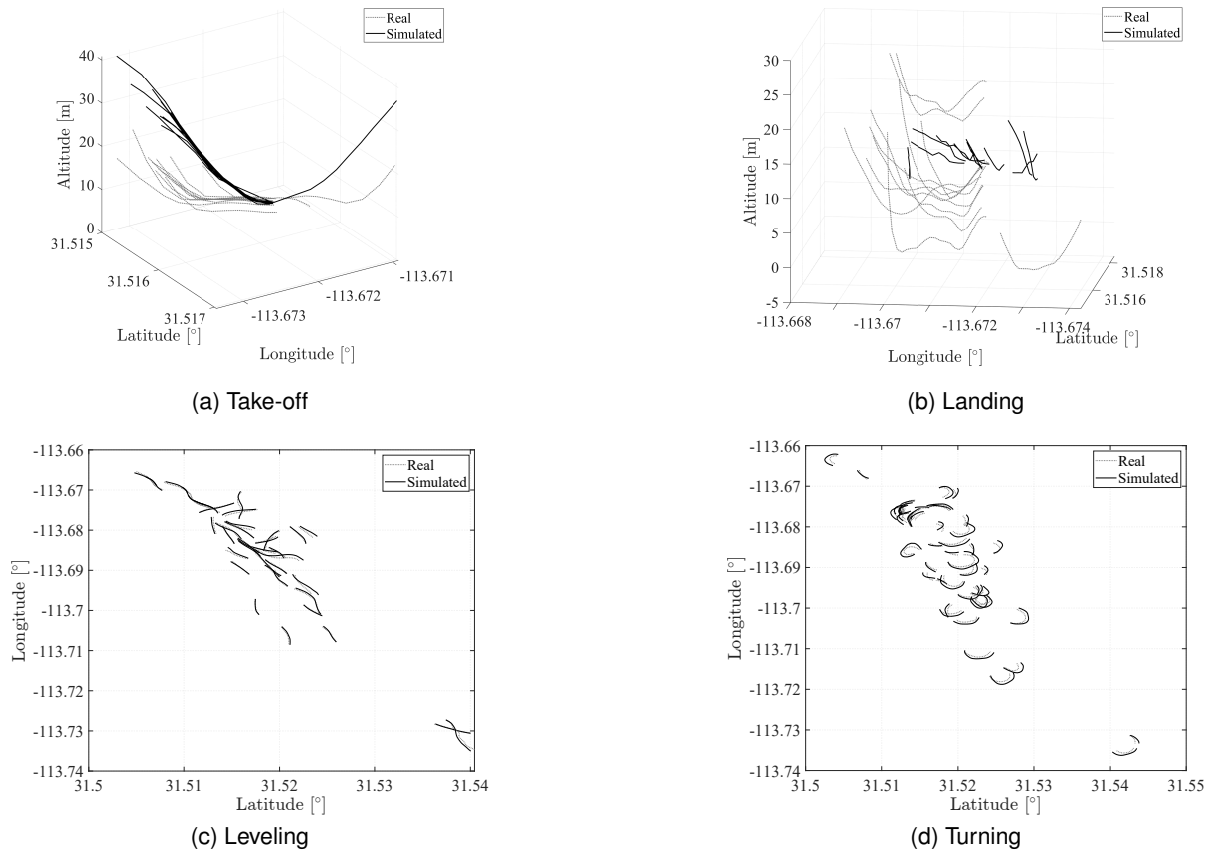 Real
Simulated
40
30
20
10
0
Altitude [m]
31.515
31.516
31.517
Latitude [°]
-113.673
-113.672
-113.671
Longitude [°]
(a) Take-off
Real
Simulated
30
25
20
15
10
5
0
-5
Altitude [m]
-113.668
-113.67
-113.672
-113.674
Longitude [°]
31.518
31.516
Latitude [°]
(b) Landing
Real
Simulated
-113.66
-113.67
-113.68
-113.69
-113.7
-113.71
-113.72
-113.73
-113.74
Longitude [°]
31.5
31.51
31.52
31.53
31.54
Latitude [°]
(c) Leveling
Real
Simulated
-113.66
-113.67
-113.68
-113.69
-113.7
-113.71
-113.72
-113.73
-113.74
Longitude [°]
31.5
31.51
31.52
31.53
31.54
31.55
Latitude [°]
(d) Turning